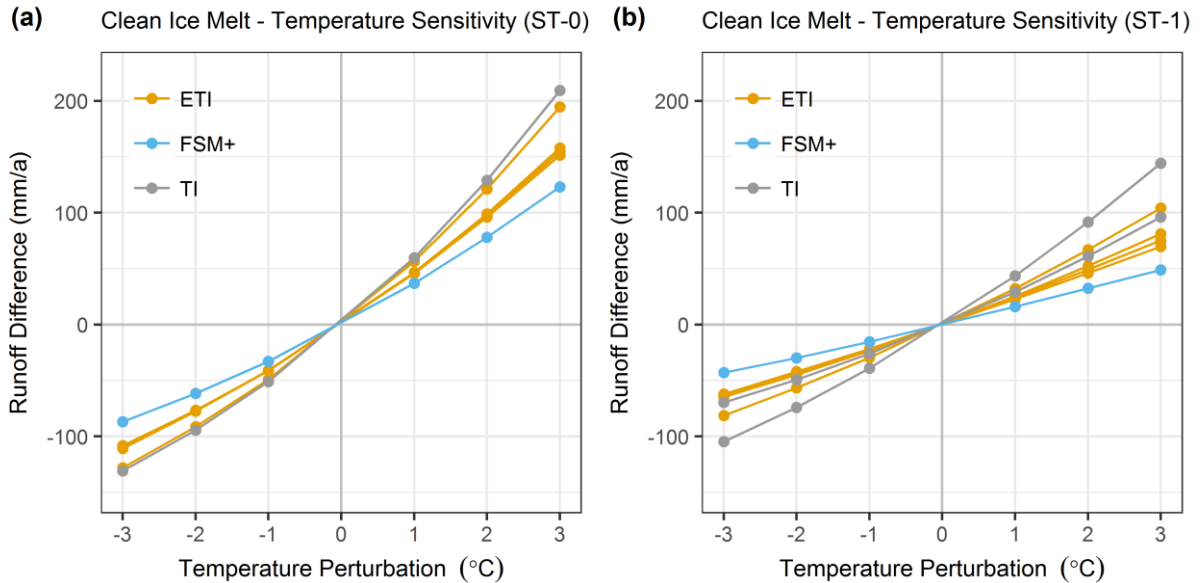 (a) Clean Ice Melt - Temperature Sensitivity (ST-0)
ETI
FSM+
TI
200
100
0
-100
Runoff Difference (mm/a)
-3 -2 -1 0 1 2 3
Temperature Perturbation (°C)
(b) Clean Ice Melt - Temperature Sensitivity (ST-1)
ETI
FSM+
TI
200
100
0
-100
Runoff Difference (mm/a)
-3 -2 -1 0 1 2 3
Temperature Perturbation (°C)